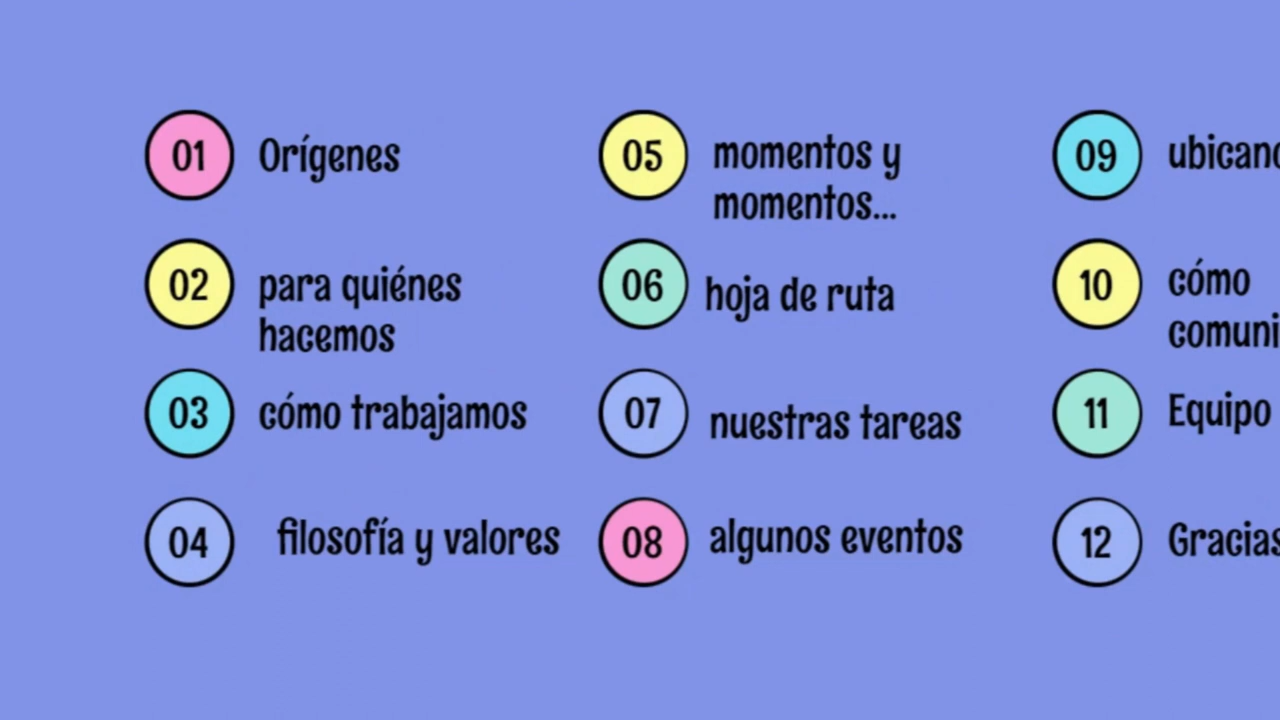 01 Orígenes
02 para quiénes
hacemos
03 cómo trabajamos
04 filosofía y valores
05 momentos y
momentos...
06 hoja de ruta
07 nuestras tareas
08 algunos eventos
09
10 cómo
11 Equipo
12 Gracias